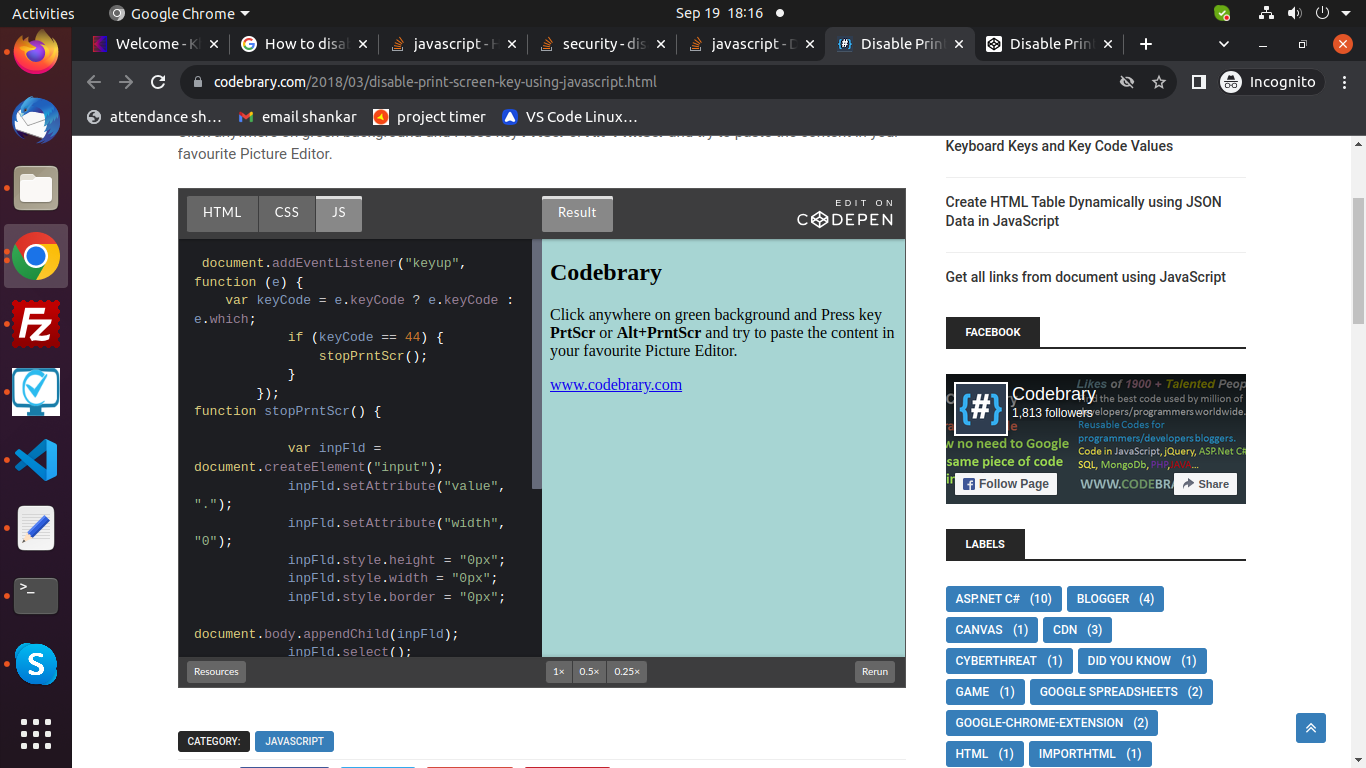 Activities
Google Chrome
Sep 19 18:16
Welcome - K
How to disa
javascript - H
security - dis
javascript - D
Disable Prin
Disable Prin
codebrary.com/2018/03/disable-print-screen-key-using-javascript.html
Incognito
attendance sh…
email shankar
project timer
VS Code Linux…
favourite Picture Editor.
HTML
CSS
JS
Result
EDIT ON
CODEPEN
document.addEventListener("keyup",
function (e) {
var keyCode = e.keyCode ? e.keyCode :
e.which;
if (keyCode == 44) {
stopPrntScr();
}
});
function stopPrntScr() {
var inpFld =
document.createElement("input");
inpFld.setAttribute("value",
".");
inpFld.setAttribute("width",
"0");
inpFld.style.height = "0px";
inpFld.style.width = "0px";
inpFld.style.border = "0px";
document.body.appendChild(inpFld);
inpFld.select();
Codebrary
Click anywhere on green background and Press key
PrtScr or Alt+PrntScr and try to paste the content in
your favourite Picture Editor.
www.codebrary.com
Resources
1×
0.5×
0.25×
Rerun
CATEGORY:
JAVASCRIPT
Keyboard Keys and Key Code Values
Create HTML Table Dynamically using JSON
Data in JavaScript
Get all links from document using JavaScript
FACEBOOK
Likes of 1900 + Talented Peop
Codebrary
1,813 followers
find the best code used by million of
developers/programmers worldwide.
Reusable Codes for
programmers/developers bloggers.
w no need to Google
same piece of code
Code in JavaScript, jQuery, ASP.Net C#
SQL, MongoDb, PHP, JAVA...
WWW.CODEBRA
Follow Page
Share
LABELS
ASP.NET C# (10)
BLOGGER (4)
CANVAS (1)
CDN (3)
CYBERTHREAT (1)
DID YOU KNOW (1)
GAME (1)
GOOGLE SPREADSHEETS (2)
GOOGLE-CHROME-EXTENSION (2)
HTML (1)
IMPORTHTML (1)